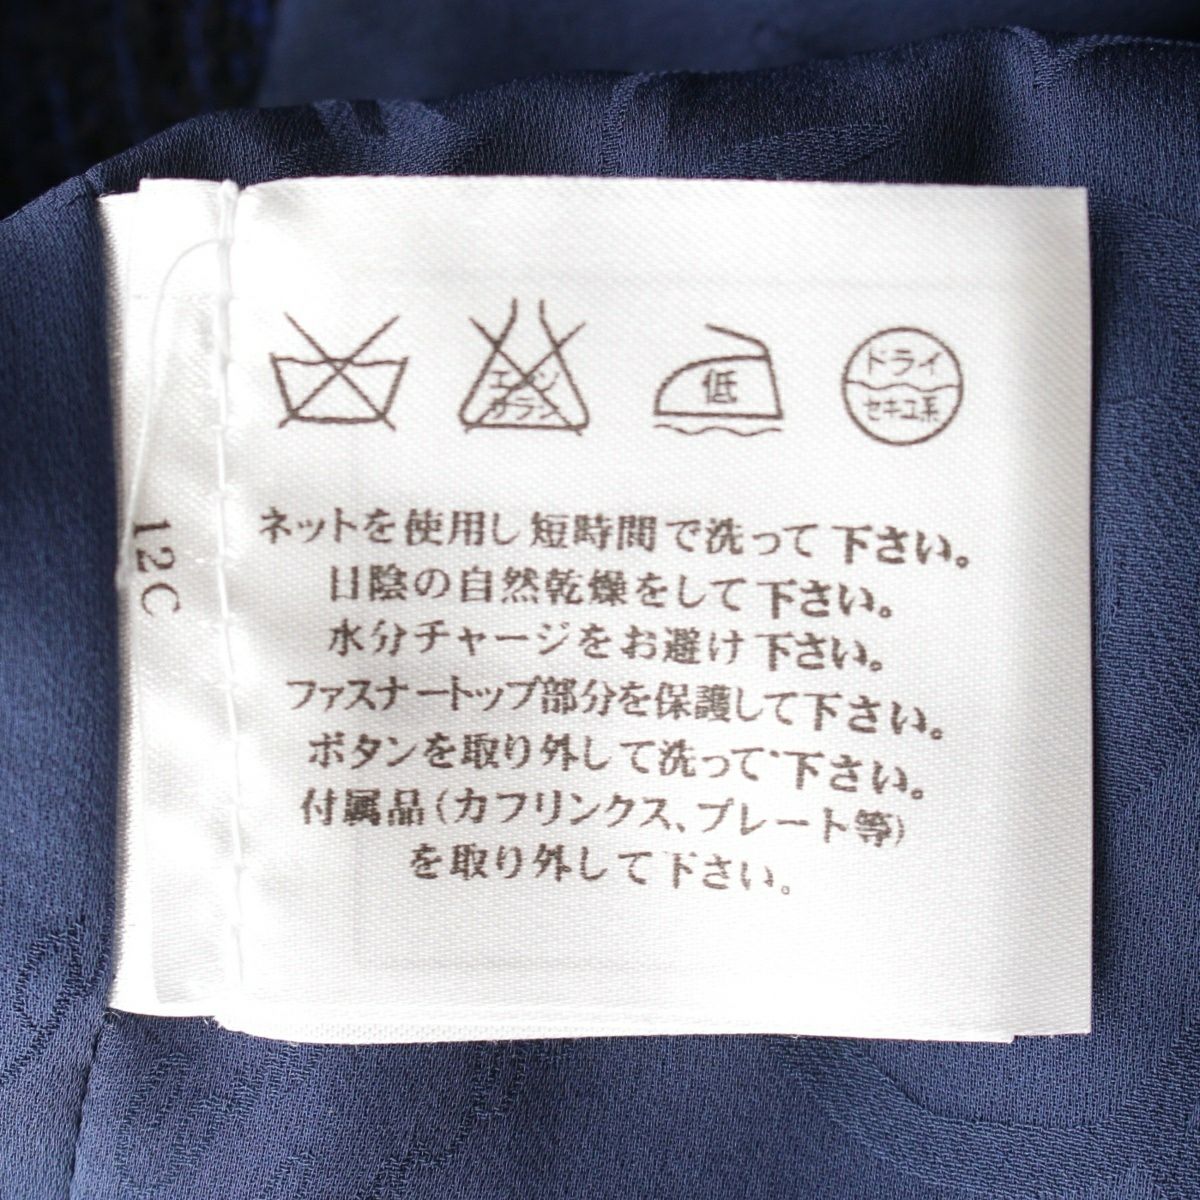 エンソ
サラシ
低
ドライ
セキユ系
ネットを使用し短時間で洗って下さい。
日陰の自然乾燥をして下さい。
水分チャージをお避け下さい。
ファスナートップ部分を保護して下さい。
ボタンを取り外して洗って下さい。
付属品(カフリンクス、プレート等)
を取り外して下さい。
12C